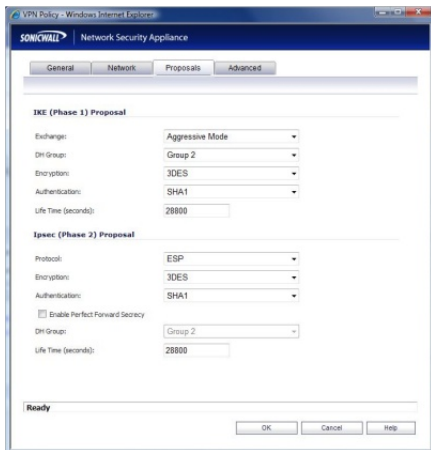 VPN Policy - Windows Internet Explorer
SONICWALL Network Security Appliance
General Network Proposals Advanced
IKE (Phase 1) Proposal
Exchange: Aggressive Mode
DH Group: Group 2
Encryption: 3DES
Authentication: SHA1
Life Time (seconds): 28800
Ipsec (Phase 2) Proposal
Protocol: ESP
Encryption: 3DES
Authentication: SHA1
Enable Perfect Forward Secrecy
DH Group: Group 2
Life Time (seconds): 28800
Ready
OK Cancel Help